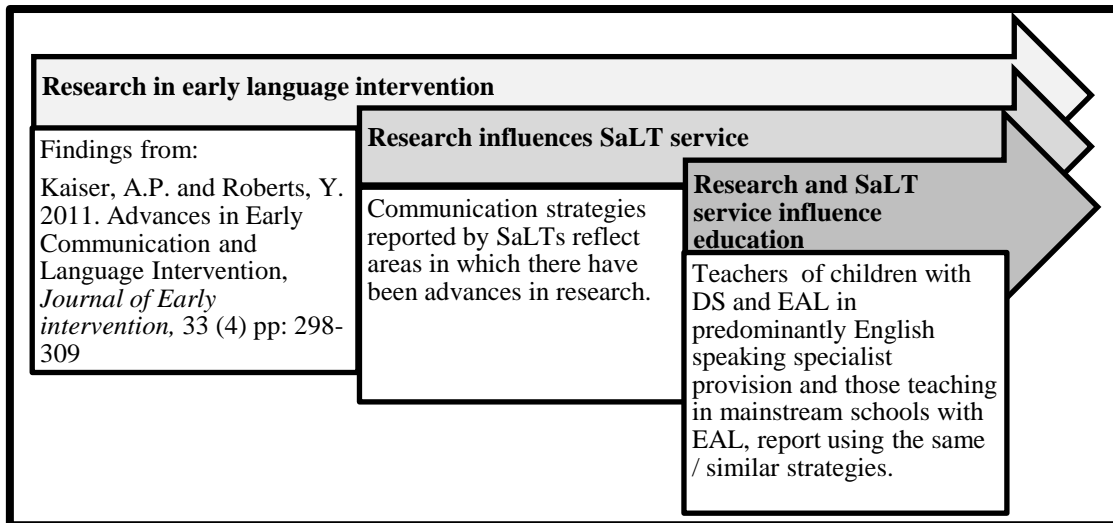 Research in early language intervention
Findings from:
Kaiser, A.P. and Roberts, Y.
2011. Advances in Early
Communication and
Language Intervention,
Journal of Early
intervention, 33 (4) pp: 298-
309
Research influences SaLT service
Communication strategies
reported by SaLTs reflect
areas in which there have
been advances in research.
Research and SaLT
service influence
education
Teachers of children with
DS and EAL in
predominantly English
speaking specialist
provision and those teaching
in mainstream schools with
EAL, report using the same
/ similar strategies.